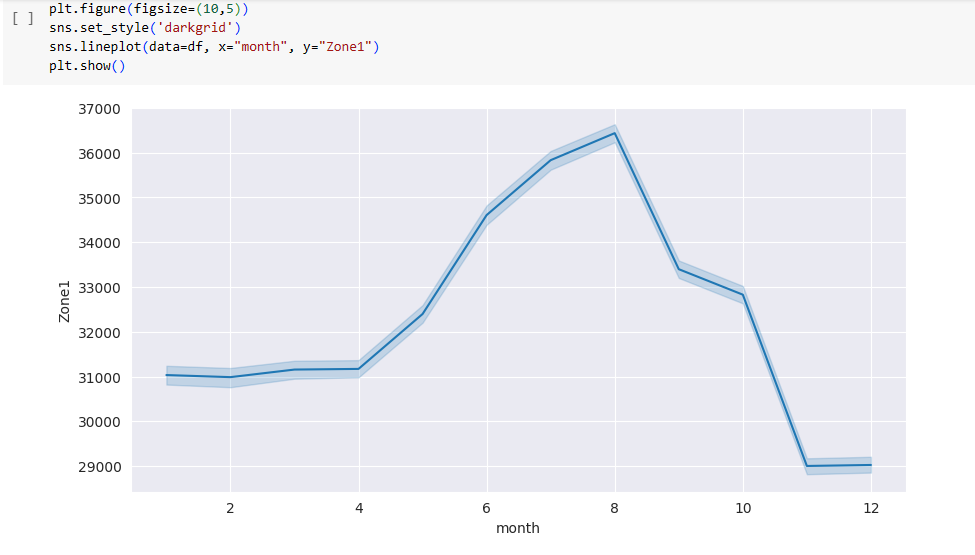 plt.figure(figsize=(10,5))
[ ]
sns.set_style('darkgrid')
sns.lineplot(data=df, x="month", y="Zone1")
plt.show()
37000
36000
35000
34000
33000
32000
31000
30000
29000
Zone1
2 4 6 8 10 12
month